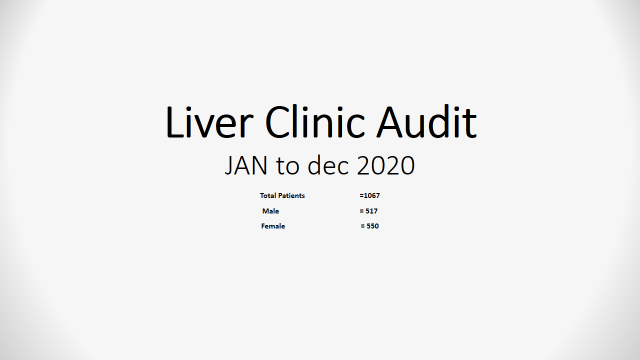 Liver Clinic Audit
JAN to dec 2020
Total Patients =1067
Male = 517
Female = 550